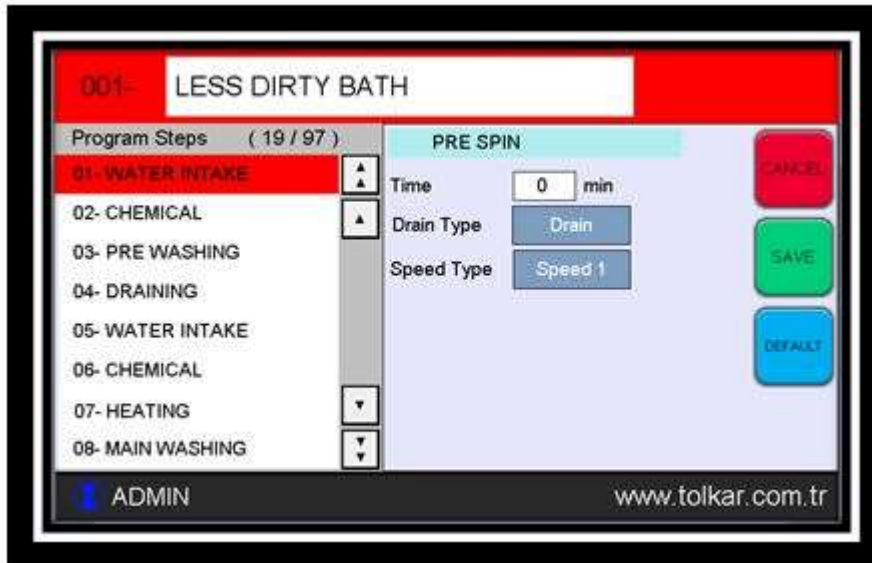 001- LESS DIRTY BATH
Program Steps ( 19 / 97 )
01- WATER INTAKE
02- CHEMICAL
03- PRE WASHING
04- DRAINING
05- WATER INTAKE
06- CHEMICAL
07- HEATING
08- MAIN WASHING
PRE SPIN
Time 0 min
Drain Type Drain
Speed Type Speed 1
CANCEL
SAVE
DEFAULT
ADMIN
www.tolkar.com.tr